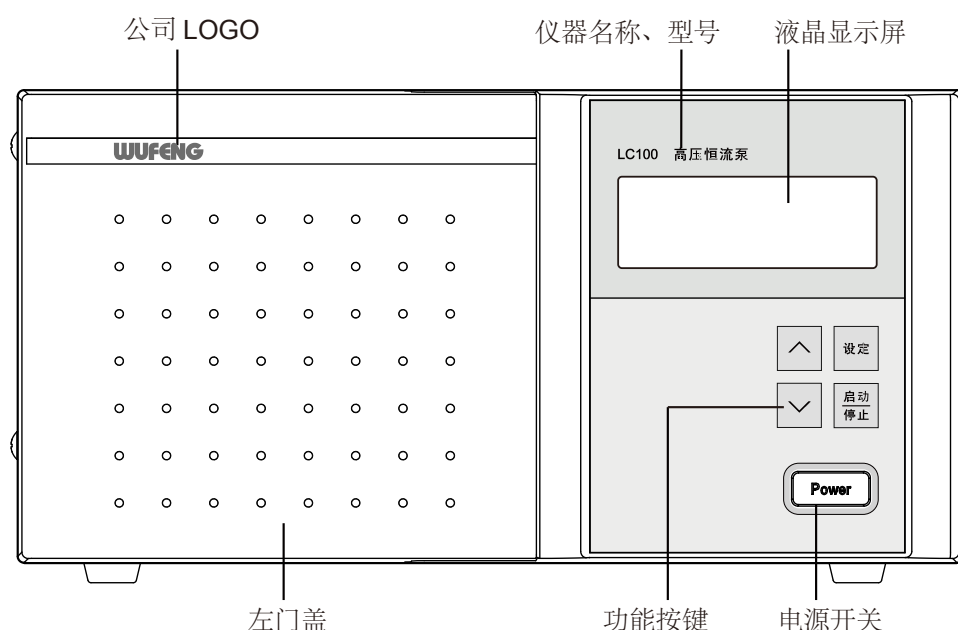 公司 LOGO
仪器名称、型号
液晶显示屏
WUFENG
LC100 高压恒流泵
设定
启动
停止
Power
左门盖
功能按键
电源开关